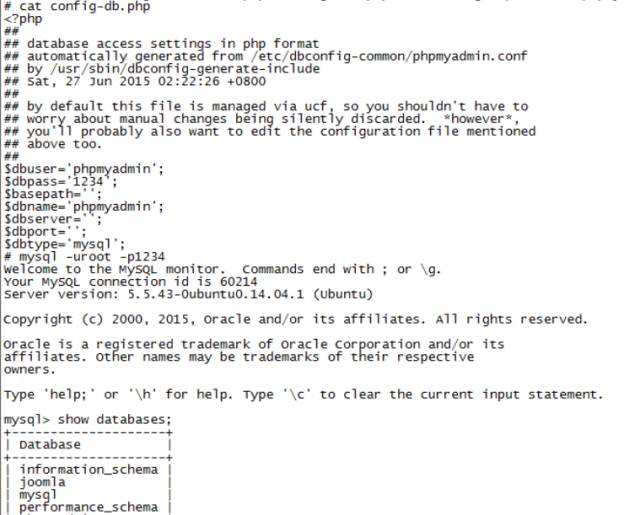 # cat config-db.php
<?php
##
## database access settings in php format
## automatically generated from /etc/dbconfig-common/phpmyadmin.conf
## by /usr/sbin/dbconfig-generate-include
## Sat, 27 Jun 2015 02:22:26 +0800
##
## by default this file is managed via ucf, so you shouldn't have to
## worry about manual changes being silently discarded.  *however*,
## you'll probably also want to edit the configuration file mentioned
## above too.
##
$dbuser='phpmyadmin';
$dbpass='1234';
$basepath='';
$dbname='phpmyadmin';
$dbserver='';
$dbport='';
$dbtype='mysql';
# mysql -uroot -p1234
Welcome to the MySQL monitor.  Commands end with ; or \g.
Your MySQL connection id is 60214
Server version: 5.5.43-0ubuntu0.14.04.1 (Ubuntu)
Copyright (c) 2000, 2015, Oracle and/or its affiliates. All rights reserved.
Oracle is a registered trademark of Oracle Corporation and/or its
affiliates. Other names may be trademarks of their respective
owners.
Type 'help;' or '\h' for help. Type '\c' to clear the current input statement.
mysql> show databases;
+--------------------+
| Database           |
+--------------------+
| information_schema |
| joomla             |
| mysql              |
| performance_schema |